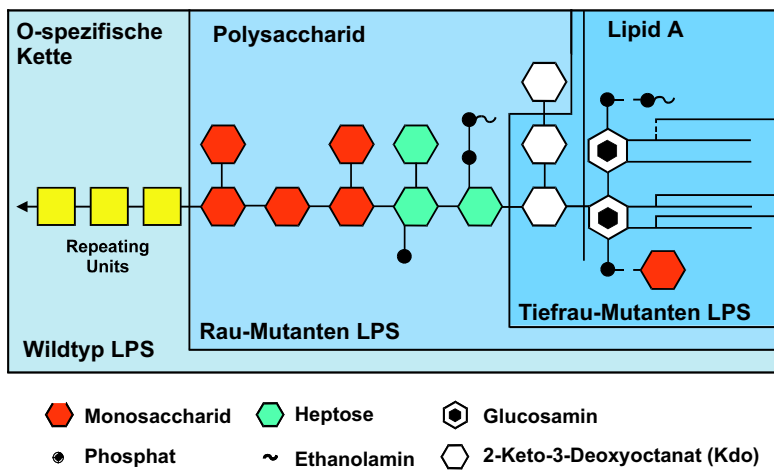 O-spezifische
Kette
Polysaccharid
Lipid A
Repeating
Units
Tiefrau-Mutanten LPS
Rau-Mutanten LPS
Wildtyp LPS
Monosaccharid
Heptose
Glucosamin
Phosphat
Ethanolamin
2-Keto-3-Deoxyoctanat (Kdo)